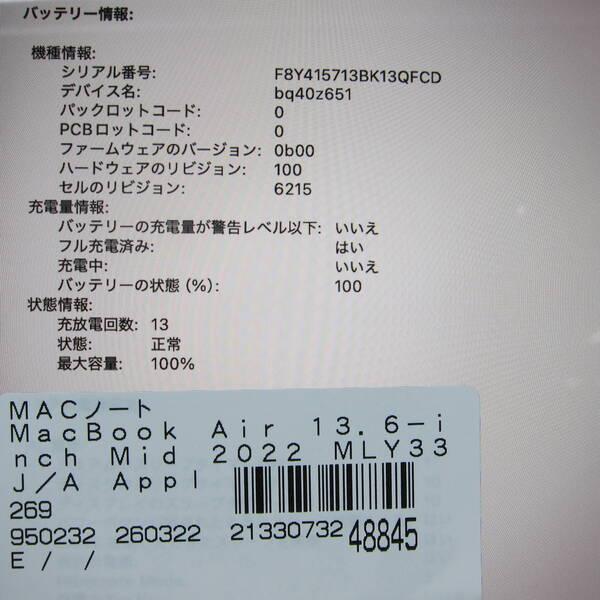 バッテリー情報:
機種情報:
シリアル番号: F8Y415713BK13QFCD
デバイス名: bq40z651
パックロットコード: 0
PCBロットコード: 0
ファームウェアのバージョン: 0b00
ハードウェアのリビジョン: 100
セルのリビジョン: 6215
充電量情報:
バッテリーの充電量が警告レベル以下: いいえ
フル充電済み: はい
充電中: いいえ
バッテリーの状態 (%): 100
状態情報:
充放電回数: 13
状態: 正常
最大容量: 100%
MACノート
MacBook Air 13.6-i
nch Mid 2022 MLY33
J/A Appl
269
950232 260322 21330732 48845
E / /